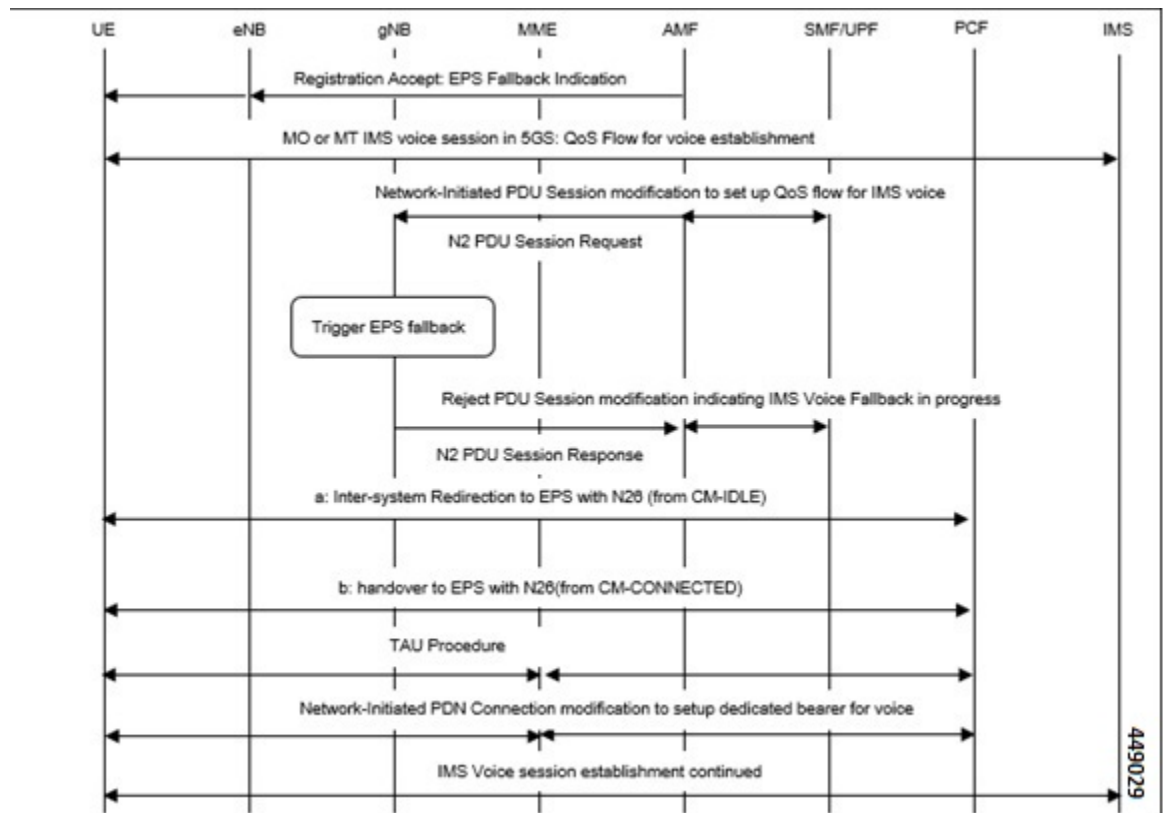 UE eNB gNB MME AMF SMF/UPF PCF IMS
Registration Accept: EPS Fallback Indication
MO or MT IMS voice session in 5GS: QoS Flow for voice establishment
Network-Initiated PDU Session modification to set up QoS flow for IMS voice
N2 PDU Session Request
Trigger EPS fallback
Reject PDU Session modification indicating IMS Voice Fallback in progress
N2 PDU Session Response
a: Inter-system Redirection to EPS with N26 (from CM-IDLE)
b: handover to EPS with N26(from CM-CONNECTED)
TAU Procedure
Network-Initiated PDN Connection modification to setup dedicated bearer for voice
IMS Voice session establishment continued
449029